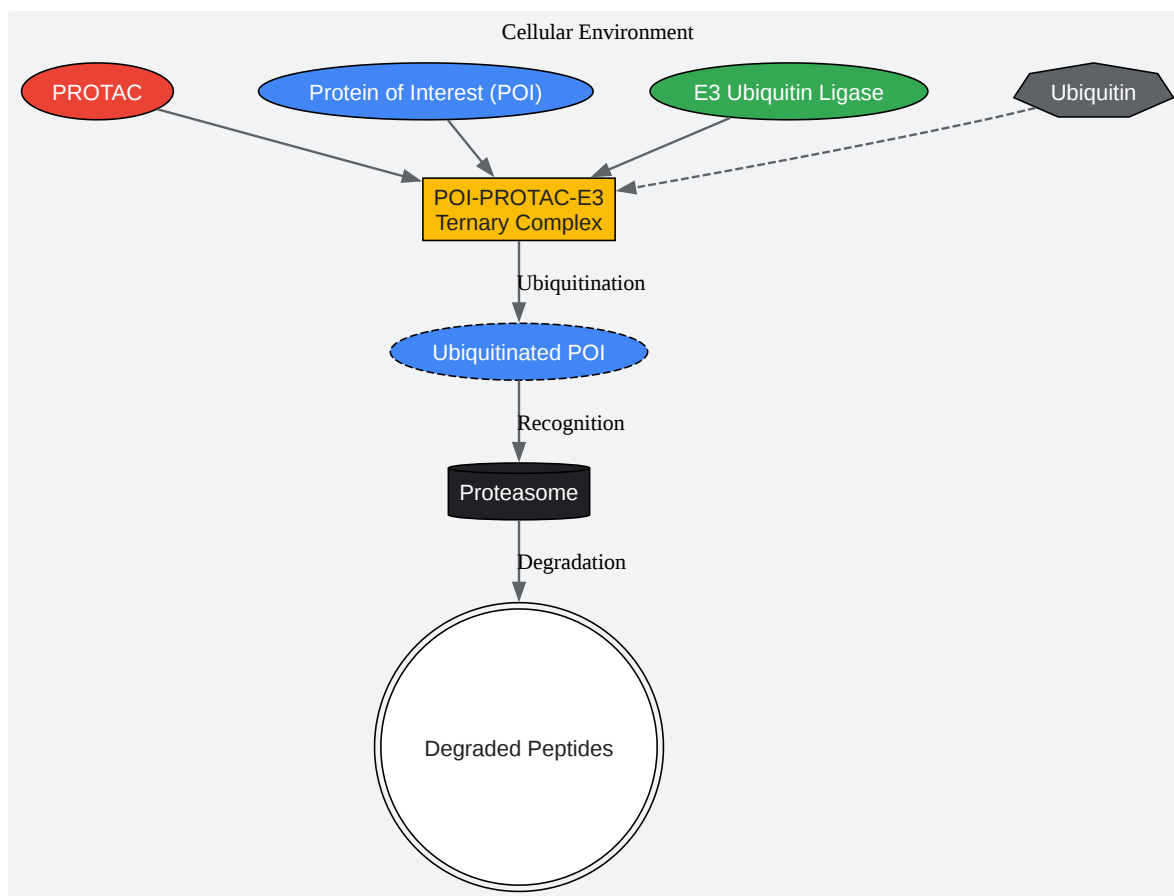 Cellular Environment
PROTAC
Protein of Interest (POI)
E3 Ubiquitin Ligase
Ubiquitin
POI-PROTAC-E3
Ternary Complex
Ubiquitination
Ubiquitinated POI
Recognition
Proteasome
Degradation
Degraded Peptides